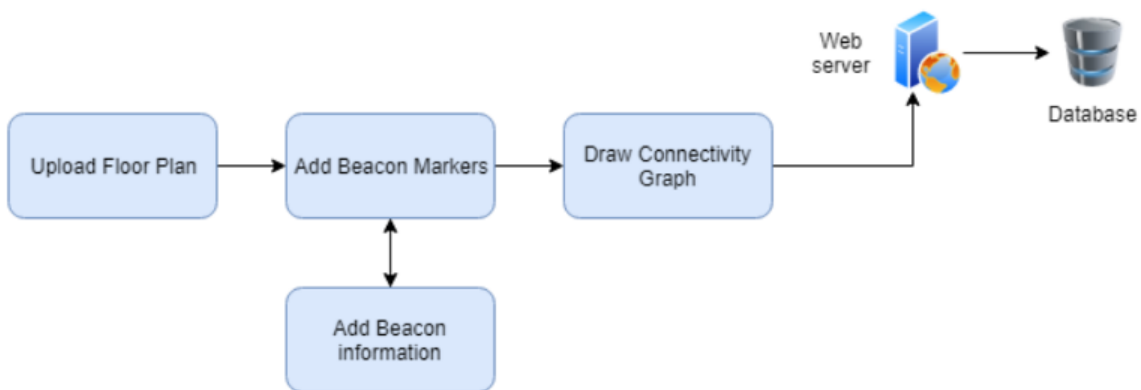 Web
server
Database
Upload Floor Plan
Add Beacon Markers
Draw Connectivity
Graph
Add Beacon
information